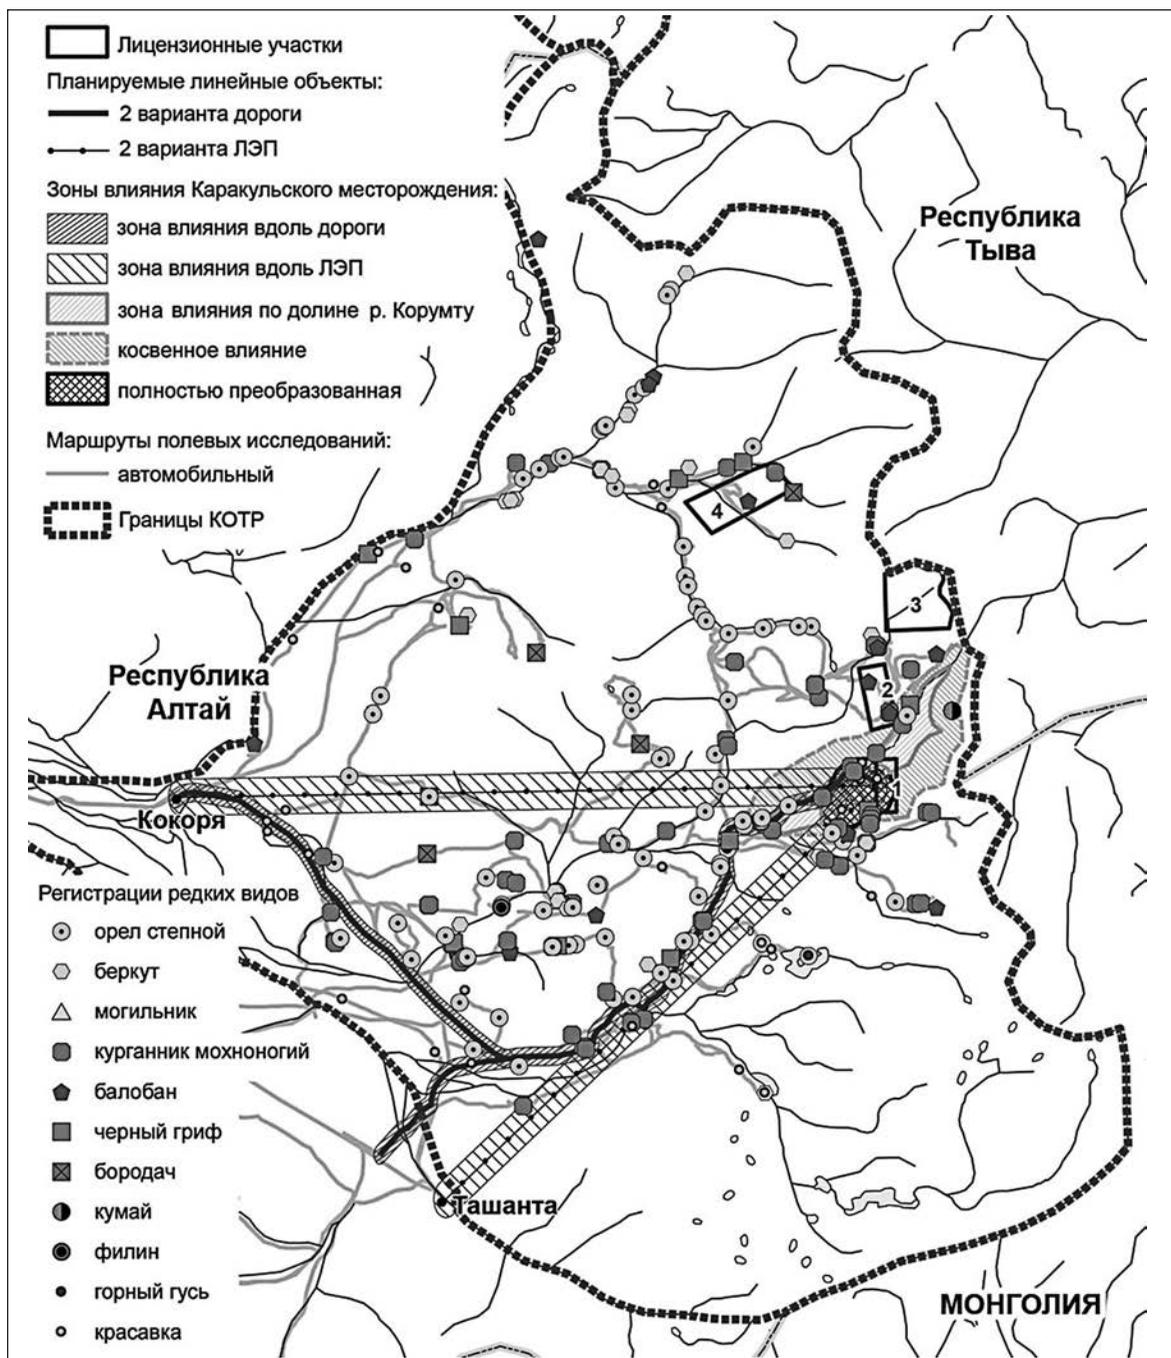 Лицензионные участки
Планируемые линейные объекты:
2 варианта дороги
2 варианта ЛЭП
Зоны влияния Каракульского месторождения:
зона влияния вдоль дороги
зона влияния вдоль ЛЭП
зона влияния по долине р. Корумту
косвенное влияние
полностью преобразованная
Маршруты полевых исследований:
автомобильный
Границы КОТР
Республика
Тыва
4
3
Республика
Алтай
2
1
Кокоря
Регистрации редких видов
орел степной
беркут
могильник
курганник мохноногий
балобан
черный гриф
бородач
кумай
филин
горный гусь
красавка
Ташанта
МОНГОЛИЯ